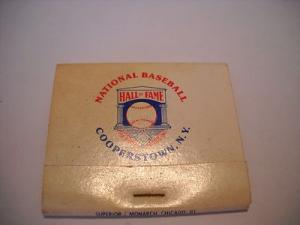 NATIONAL BASEBALL
HALL OF FAME
COOPERSTOWN, N.Y.
SUPERIOR MONARCH, CHICAGO, ILL.